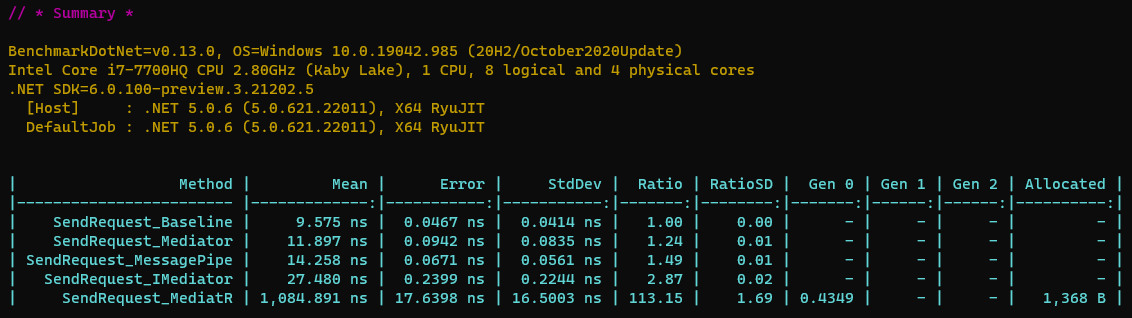 // * Summary *
BenchmarkDotNet=v0.13.0, OS=Windows 10.0.19042.985 (20H2/October2020Update)
Intel Core i7-7700HQ CPU 2.80GHz (Kaby Lake), 1 CPU, 8 logical and 4 physical cores
.NET SDK=6.0.100-preview.3.21202.5
  [Host]     : .NET 5.0.6 (5.0.621.22011), X64 RyuJIT
  DefaultJob : .NET 5.0.6 (5.0.621.22011), X64 RyuJIT
|                  Method |         Mean |      Error |     StdDev |  Ratio | RatioSD |  Gen 0 | Gen 1 | Gen 2 | Allocated |
|------------------------ |-------------:|-----------:|-----------:|-------:|--------:|-------:|------:|------:|----------:|
|    SendRequest_Baseline |     9.575 ns |  0.0467 ns |  0.0414 ns |   1.00 |    0.00 |      - |     - |     - |         - |
|    SendRequest_Mediator |    11.897 ns |  0.0942 ns |  0.0835 ns |   1.24 |    0.01 |      - |     - |     - |         - |
| SendRequest_MessagePipe |    14.258 ns |  0.0671 ns |  0.0561 ns |   1.49 |    0.01 |      - |     - |     - |         - |
|   SendRequest_IMediator |    27.480 ns |  0.2399 ns |  0.2244 ns |   2.87 |    0.02 |      - |     - |     - |         - |
|     SendRequest_MediatR | 1,084.891 ns | 17.6398 ns | 16.5003 ns | 113.15 |    1.69 | 0.4349 |     - |     - |   1,368 B |